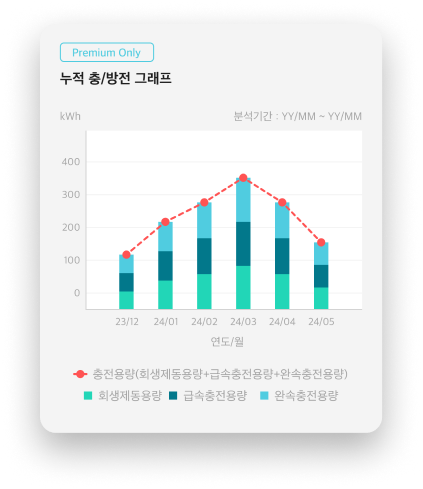 Premium Only
누적 충/방전 그래프
kWh 분석기간 : YY/MM ~ YY/MM
400
300
200
100
0
23/12 24/01 24/02 24/03 24/04 24/05
연도/월
충전용량(회생제동용량+급속충전용량+완속충전용량)
회생제동용량 급속충전용량 완속충전용량